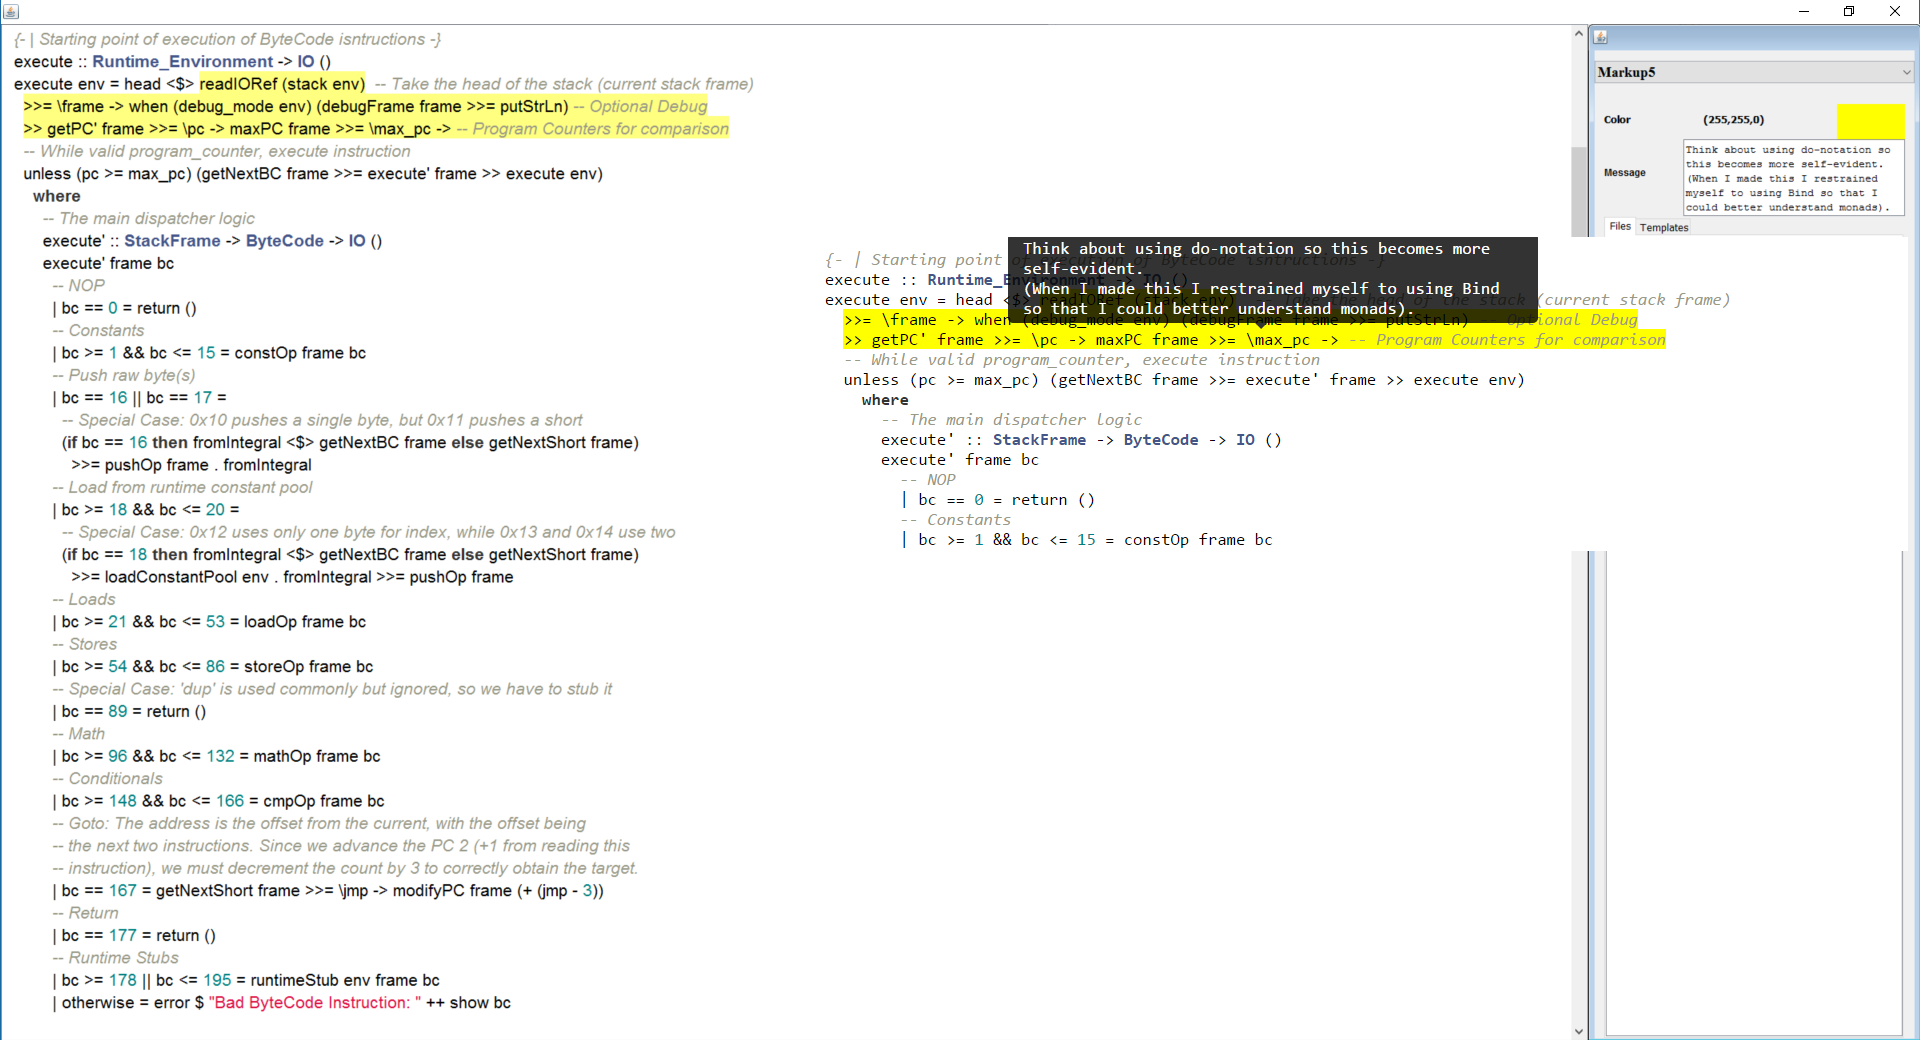 {- | Starting point of execution of ByteCode isntructions -}
execute :: Runtime_Environment -> IO ()
execute env = head <$> readIORef (stack env)  -- Take the head of the stack (current stack frame)
>>= \frame -> when (debug_mode env) (debugFrame frame >>= putStrLn) -- Optional Debug
>> getPC' frame >>= \pc -> maxPC frame >>= \max_pc -> -- Program Counters for comparison
-- While valid program_counter, execute instruction
unless (pc >= max_pc) (getNextBC frame >>= execute' frame >> execute env)
where
-- The main dispatcher logic
execute' :: StackFrame -> ByteCode -> IO ()
execute' frame bc
-- NOP
| bc == 0 = return ()
-- Constants
| bc >= 1 && bc <= 15 = constOp frame bc
-- Push raw byte(s)
| bc == 16 || bc == 17 =
-- Special Case: 0x10 pushes a single byte, but 0x11 pushes a short
(if bc == 16 then fromIntegral <$> getNextBC frame else getNextShort frame)
>>= pushOp frame . fromIntegral
-- Load from runtime constant pool
| bc >= 18 && bc <= 20 =
-- Special Case: 0x12 uses only one byte for index, while 0x13 and 0x14 use two
(if bc == 18 then fromIntegral <$> getNextBC frame else getNextShort frame)
>>= loadConstantPool env . fromIntegral >>= pushOp frame
-- Loads
| bc >= 21 && bc <= 53 = loadOp frame bc
-- Stores
| bc >= 54 && bc <= 86 = storeOp frame bc
-- Special Case: 'dup' is used commonly but ignored, so we have to stub it
| bc == 89 = return ()
-- Math
| bc >= 96 && bc <= 132 = mathOp frame bc
-- Conditionals
| bc >= 148 && bc <= 166 = cmpOp frame bc
-- Goto: The address is the offset from the current, with the offset being
-- the next two instructions. Since we advance the PC 2 (+1 from reading this
-- instruction), we must decrement the count by 3 to correctly obtain the target.
| bc == 167 = getNextShort frame >>= \jmp -> modifyPC frame (+ (jmp - 3))
-- Return
| bc == 177 = return ()
-- Runtime Stubs
| bc >= 178 || bc <= 195 = runtimeStub env frame bc
| otherwise = error $ "Bad ByteCode Instruction: " ++ show bc
Think about using do-notation so this becomes more
self-evident.
(When I made this I restrained myself to using Bind
so that I could better understand monads).
{- | Starting point of execution of ByteCode isntructions -}
execute :: Runtime_Environment -> IO ()
execute env = head <$> readIORef (stack env)  -- Take the head of the stack (current stack frame)
>>= \frame -> when (debug_mode env) (debugFrame frame >>= putStrLn) -- Optional Debug
>> getPC' frame >>= \pc -> maxPC frame >>= \max_pc -> -- Program Counters for comparison
-- While valid program_counter, execute instruction
unless (pc >= max_pc) (getNextBC frame >>= execute' frame >> execute env)
where
-- The main dispatcher logic
execute' :: StackFrame -> ByteCode -> IO ()
execute' frame bc
-- NOP
| bc == 0 = return ()
-- Constants
| bc >= 1 && bc <= 15 = constOp frame bc
Markup5
Color (255,255,0)
Message
Think about using do-notation so
this becomes more self-evident.
(When I made this I restrained
myself to using Bind so that I
could better understand monads).
Files Templates